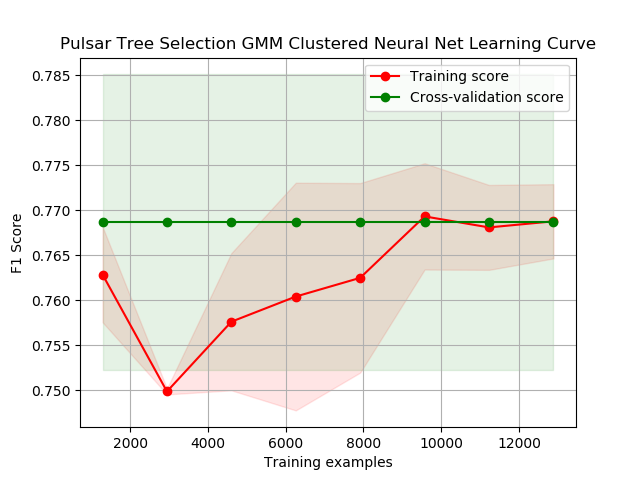 Pulsar Tree Selection GMM Clustered Neural Net Learning Curve
Training score
Cross-validation score
F1 Score
0.785
0.780
0.775
0.770
0.765
0.760
0.755
0.750
2000 4000 6000 8000 10000 12000
Training examples